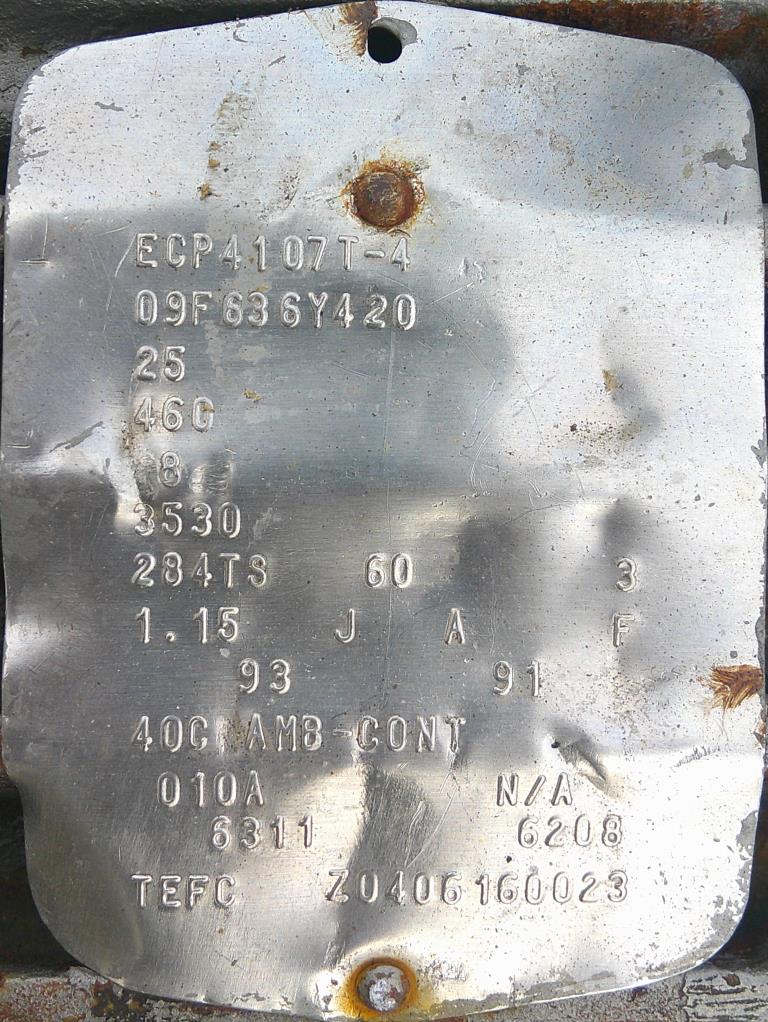 ECP4107T-4
09F636Y420
25
460
3530
284TS 60 3
1.15 J A F
93 91
40C AMB-CONT
010A N/A
6311 6208
TEFC Z0406160023